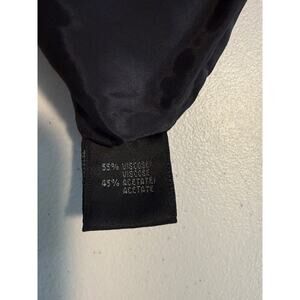 55% VISCOSE/
VISCOSE
45% ACETATE/
ACETATE